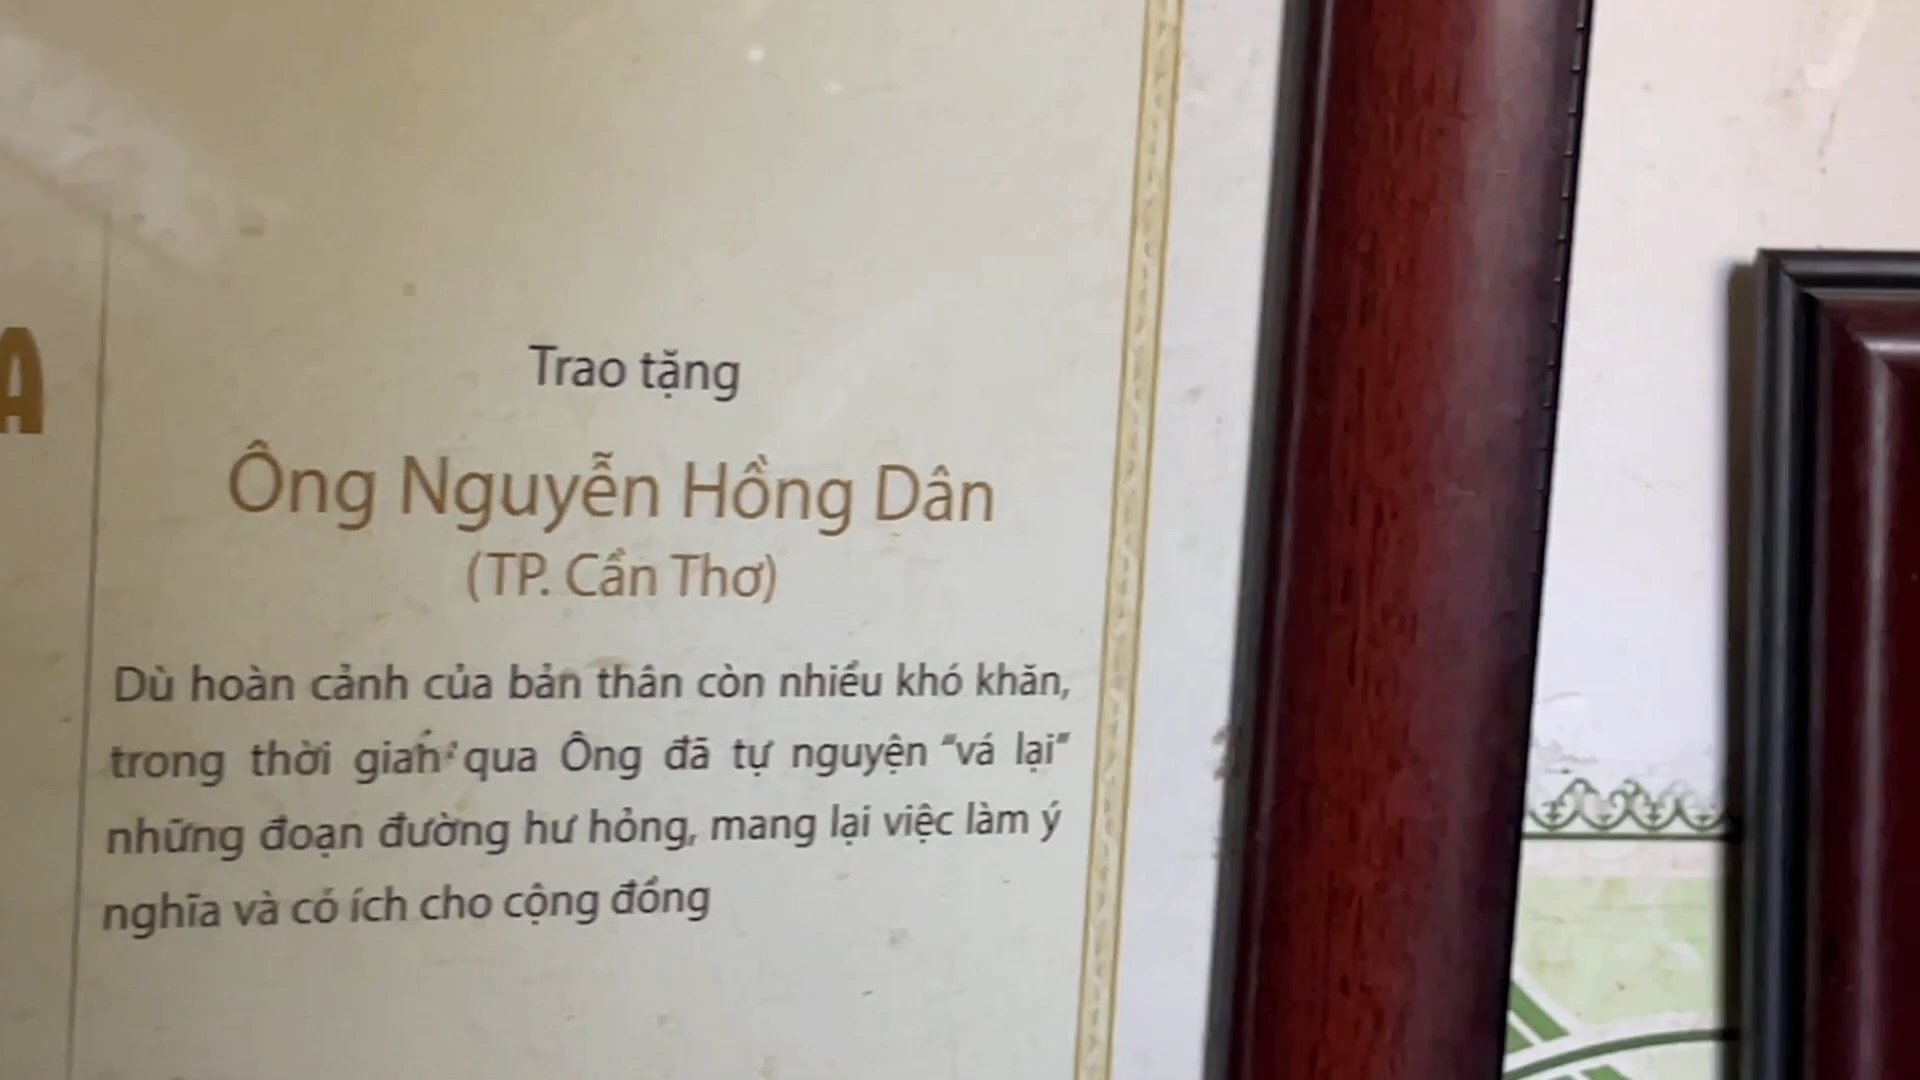 A
Trao tặng
Ông Nguyễn Hồng Dân
(TP. Cần Thơ)
Dù hoàn cảnh của bản thân còn nhiều khó khăn,
trong thời gian qua Ông đã tự nguyện “vá lại”
những đoạn đường hư hỏng, mang lại việc làm ý
nghĩa và có ích cho cộng đồng